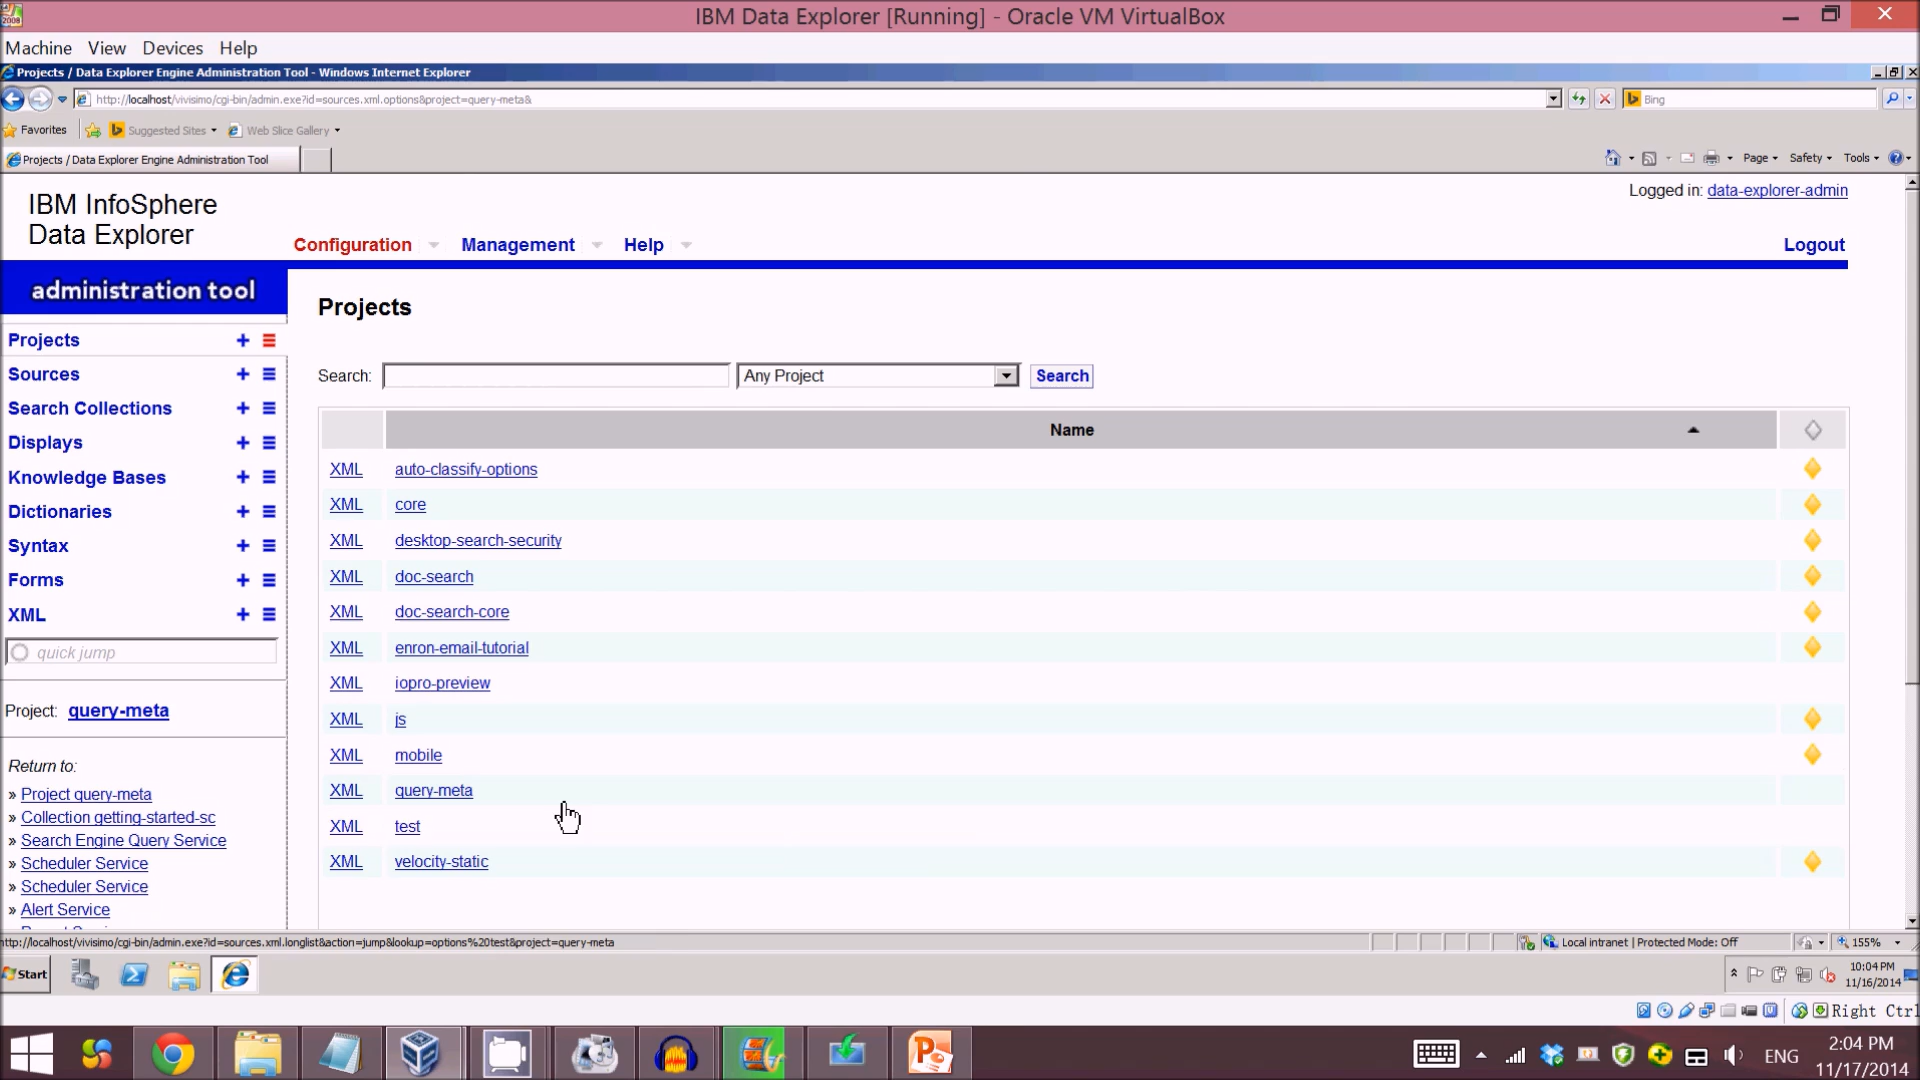 IBM Data Explorer [Running] - Oracle VM VirtualBox
Machine View Devices Help
Projects / Data Explorer Engine Administration Tool - Windows Internet Explorer
http://localhost/vivisimo/cgi-bin/admin.exe?id=sources.xml.options&project=query-meta&
Bing
Favorites Suggested Sites Web Slice Gallery
Projects / Data Explorer Engine Administration Tool
Page Safety Tools
Logged in: data-explorer-admin
IBM InfoSphere
Data Explorer
Configuration Management Help Logout
administration tool
Projects
Projects
Sources
Search: Any Project Search
Search Collections
Displays
Name
Knowledge Bases
XML auto-classify-options
XML core
Dictionaries
XML desktop-search-security
Syntax
XML doc-search
Forms
XML doc-search-core
XML
quick jump
XML enron-email-tutorial
XML iopro-preview
Project: query-meta
XML js
XML mobile
Return to:
» Project query-meta
XML query-meta
» Collection getting-started-sc
XML test
» Search Engine Query Service
» Scheduler Service
XML velocity-static
» Scheduler Service
» Alert Service
http://localhost/vivisimo/cgi-bin/admin.exe?id=sources.xml.longlist&action=jump&lookup=options%20test&project=query-meta
Local intranet | Protected Mode: Off
155%
Start
10:04 PM
11/16/2014
Right Ctrl
ENG
2:04 PM
11/17/2014